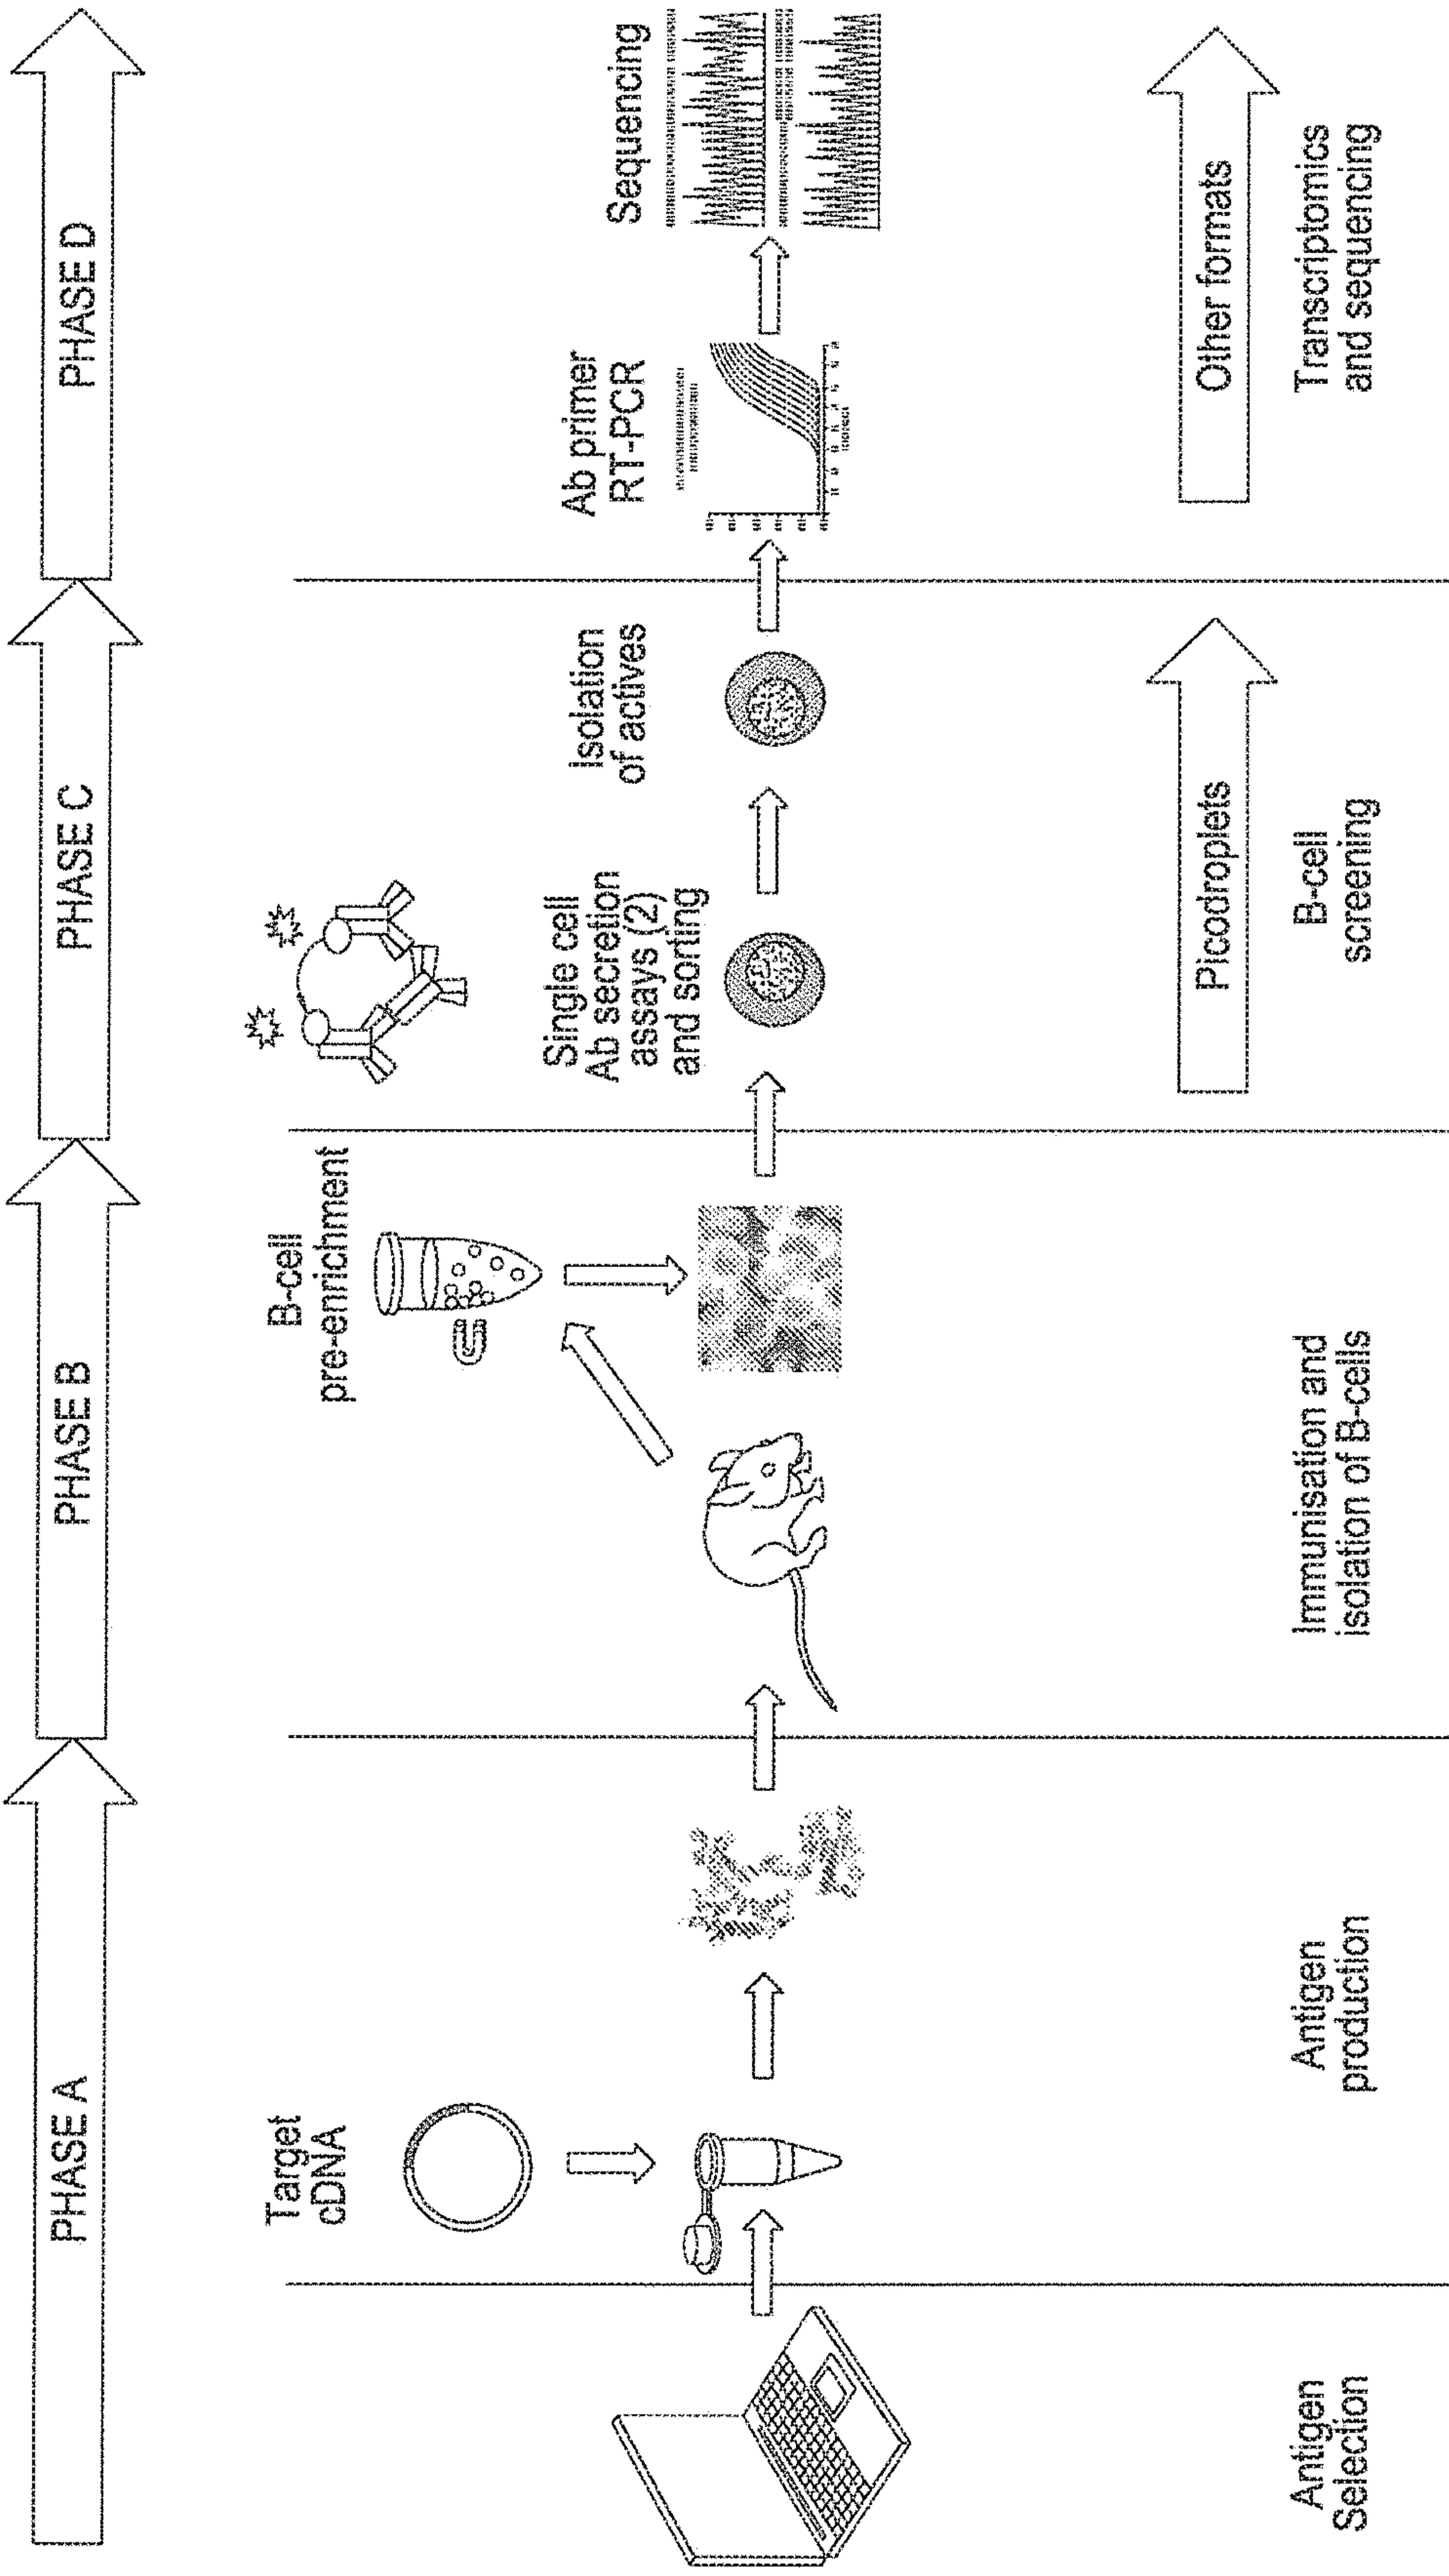 PHASE A
PHASE B
PHASE C
PHASE D
Target
cDNA
B-cell
pre-enrichment
Single cell
Ab secretion
assays (2)
and sorting
Isolation
of actives
Ab primer
RT-PCR
Sequencing
Picodroplets
Other formats
Antigen
Selection
Antigen
production
Immunisation and
isolation of B-cells
B-cell
screening
Transcriptomics
and sequencing